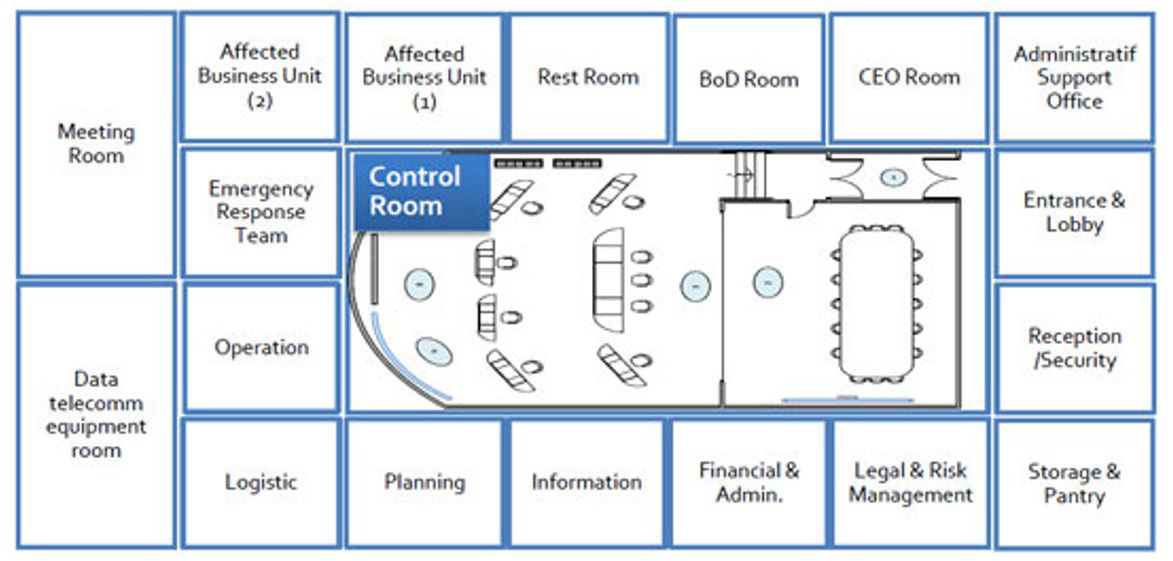 Meeting
Room
Affected
Business Unit
(2)
Affected
Business Unit
(1)
Rest Room
BoD Room
CEO Room
Administratif
Support
Office
Emergency
Response
Team
Control
Room
Entrance &
Lobby
Data
telecomm
equipment
room
Operation
Reception
/Security
Logistic
Planning
Information
Financial &
Admin.
Legal & Risk
Management
Storage &
Pantry